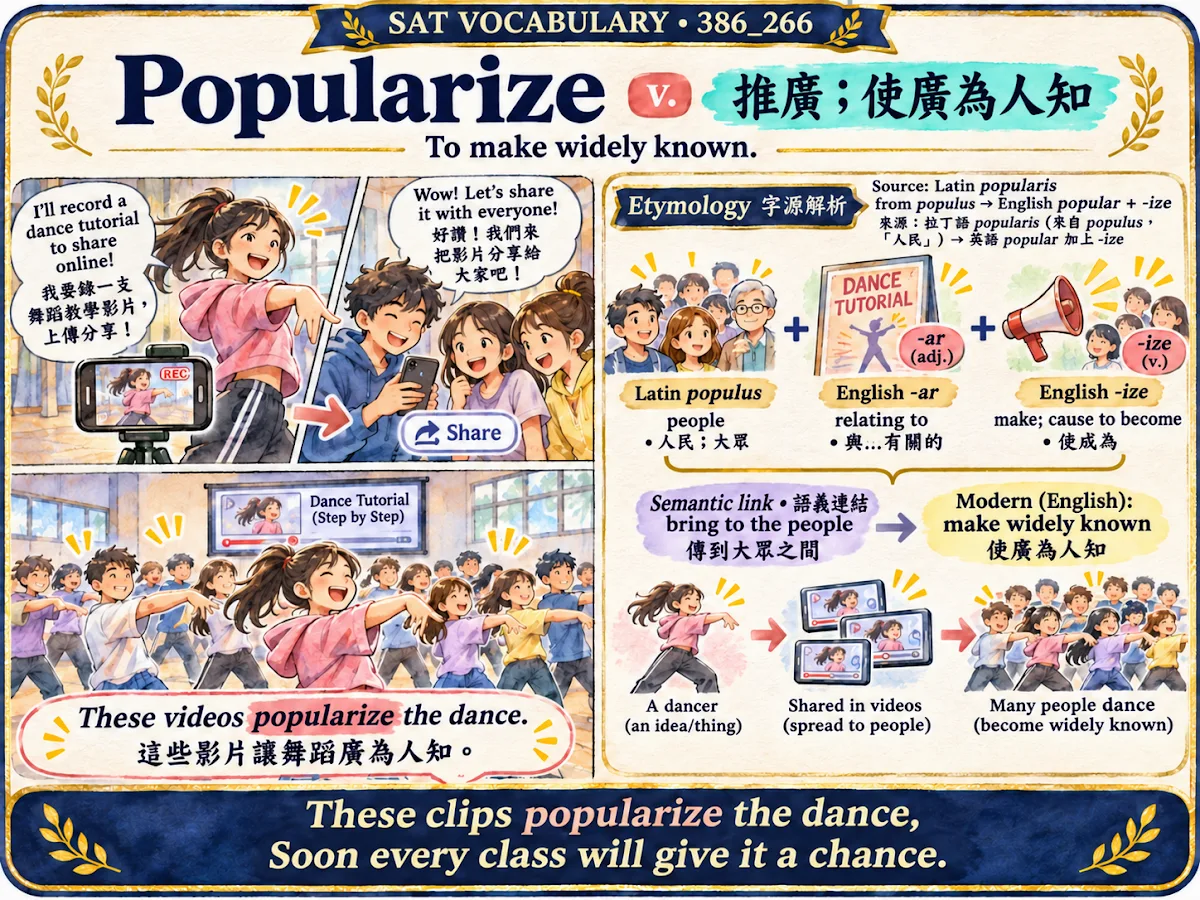 SAT VOCABULARY • 386_266
Popularize
v.
推廣；使廣為人知
To make widely known.
I'll record a
dance tutorial
to share
online!
我要錄一支
舞蹈教學影片，
上傳分享！
REC
Wow! Let's share
it with everyone!
好讚！我們來
把影片分享給
大家吧！
Share
Dance Tutorial
(Step by Step)
These videos popularize the dance.
這些影片讓舞蹈廣為人知。
Etymology 字源解析
Source: Latin popularis
from populus → English popular + -ize
來源：拉丁語 popularis (來自 populus，
「人民」) → 英語 popular 加上 -ize
+
DANCE
TUTORIAL
-ar
(adj.)
+
-ize
(v.)
Latin populus
people
• 人民；大眾
English -ar
relating to
• 與…有關的
English -ize
make; cause to become
• 使成為
Semantic link • 語義連結
bring to the people
傳到大眾之間
Modern (English):
make widely known
使廣為人知
A dancer
(an idea/thing)
Shared in videos
(spread to people)
Many people dance
(become widely known)
These clips popularize the dance,
Soon every class will give it a chance.